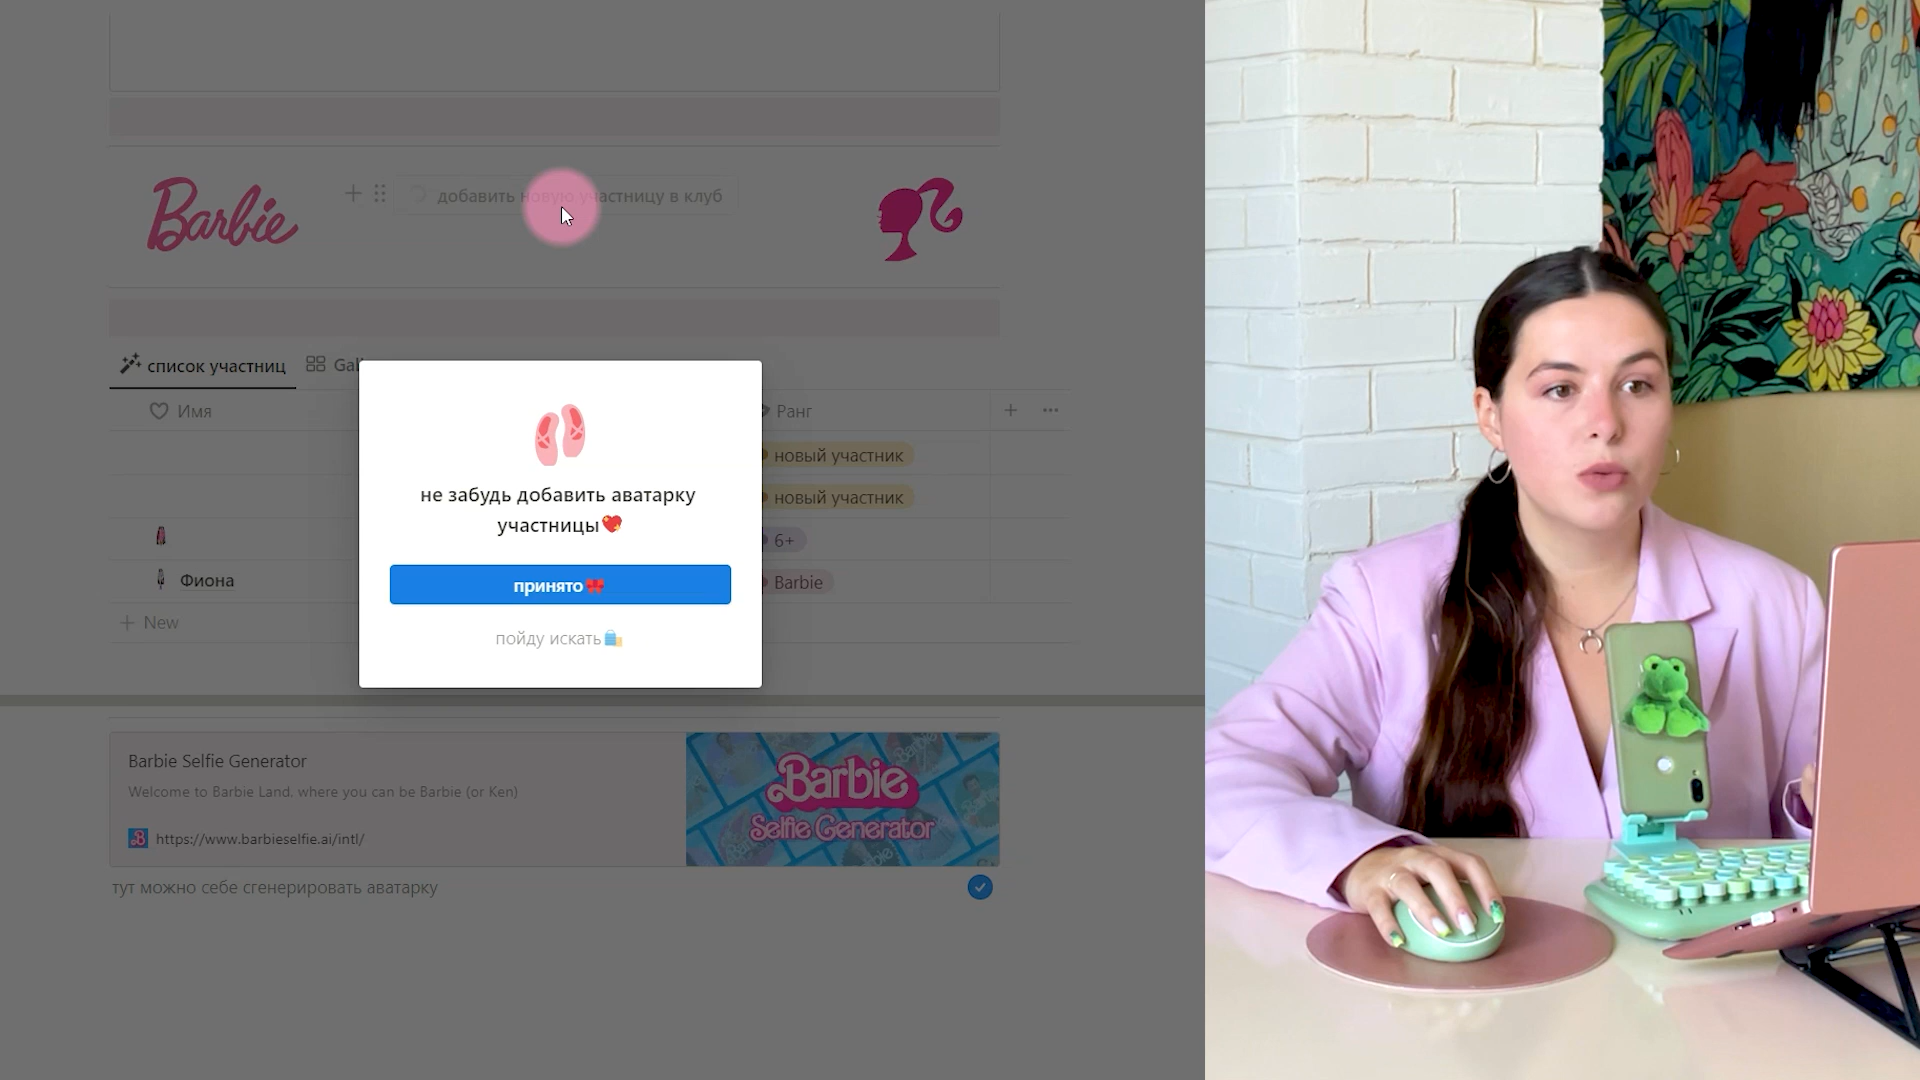 Barbie
добавить новую участницу в клуб
список участниц
Имя
Ранг
новый участник
новый участник
6+
Фиона
Barbie
New
не забудь добавить аватарку
участницы
принято
пойду искать
Barbie Selfie Generator
Welcome to Barbie Land, where you can be Barbie (or Ken)
https://www.barbieselfie.ai/intl/
Barbie
Selfie Generator
тут можно себе сгенерировать аватарку